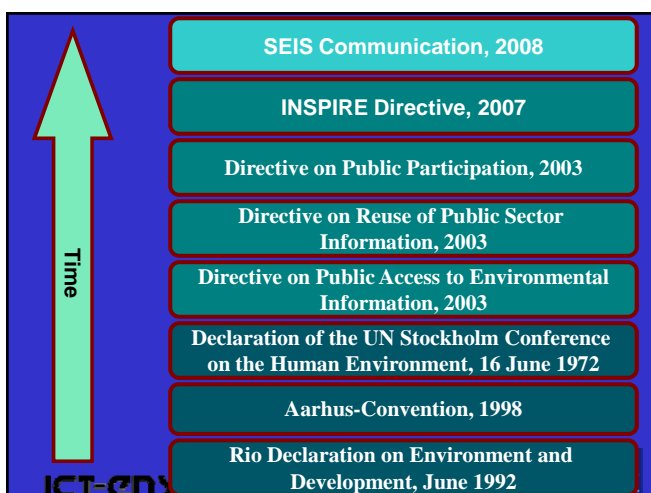 SEIS Communication, 2008
INSPIRE Directive, 2007
Directive on Public Participation, 2003
Directive on Reuse of Public Sector
Information, 2003
Directive on Public Access to Environmental
Information, 2003
Declaration of the UN Stockholm Conference
on the Human Environment, 16 June 1972
Aarhus-Convention, 1998
Rio Declaration on Environment and
Development, June 1992
Time